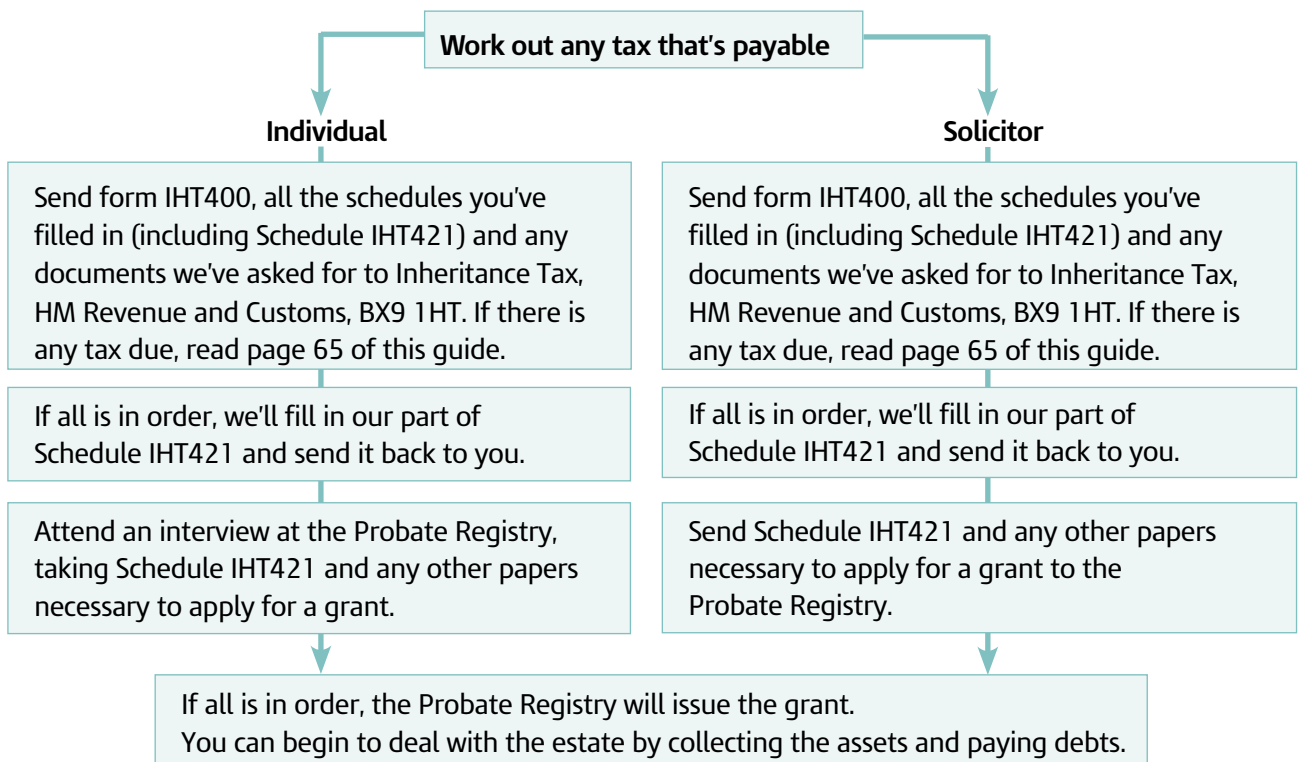 Work out any tax that's payable
Individual
Send form IHT400, all the schedules you've
filled in (including Schedule IHT421) and any
documents we've asked for to Inheritance Tax,
HM Revenue and Customs, BX9 1HT. If there is
any tax due, read page 65 of this guide.
If all is in order, we'll fill in our part of
Schedule IHT421 and send it back to you.
Attend an interview at the Probate Registry,
taking Schedule IHT421 and any other papers
necessary to apply for a grant.
Solicitor
Send form IHT400, all the schedules you've
filled in (including Schedule IHT421) and any
documents we've asked for to Inheritance Tax,
HM Revenue and Customs, BX9 1HT. If there is
any tax due, read page 65 of this guide.
If all is in order, we'll fill in our part of
Schedule IHT421 and send it back to you.
Send Schedule IHT421 and any other papers
necessary to apply for a grant to the
Probate Registry.
If all is in order, the Probate Registry will issue the grant.
You can begin to deal with the estate by collecting the assets and paying debts.